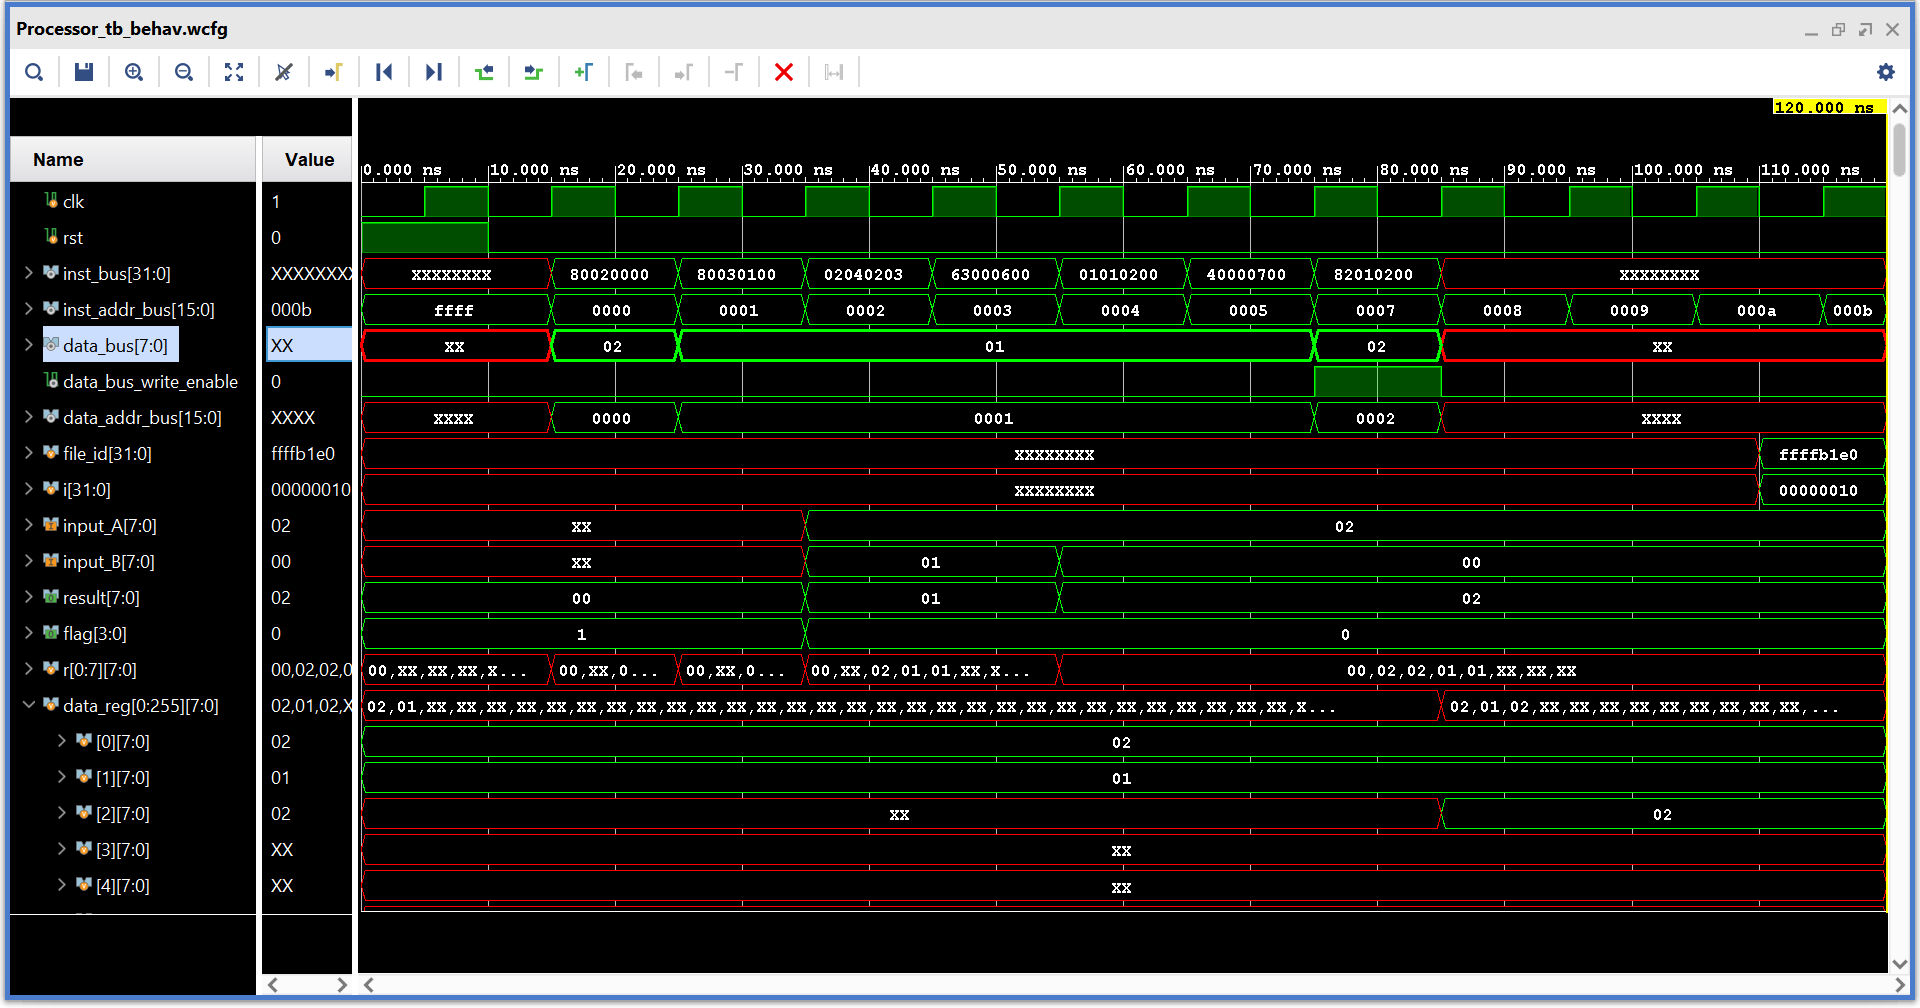 Processor_tb_behav.wcfg
120.000 ns
Name Value 0.000 ns 10.000 ns 20.000 ns 30.000 ns 40.000 ns 50.000 ns 60.000 ns 70.000 ns 80.000 ns 90.000 ns 100.000 ns 110.000 ns
clk 1
rst 0
inst_bus[31:0] XXXXXXXX XXXXXXXX 80020000 80030100 02040203 63000600 01010200 40000700 82010200 XXXXXXXX
inst_addr_bus[15:0] 000b ffff 0000 0001 0002 0003 0004 0005 0007 0008 0009 000a 000b
data_bus[7:0] XX XX 02 01 02 XX
data_bus_write_enable 0
data_addr_bus[15:0] XXXX XXXX 0000 0001 0002 XXXX
file_id[31:0] ffffb1e0 XXXXXXXX ffffb1e0
i[31:0] 00000010 XXXXXXXX 00000010
input_A[7:0] 02 XX 02
input_B[7:0] 00 XX 01 00
result[7:0] 02 00 01 02
flag[3:0] 0 1 0
r[0:7][7:0] 00,02,02,0 00,XX,XX,XX,X... 00,XX,0... 00,XX,0... 00,XX,02,01,01,XX,X... 00,02,02,01,01,XX,XX,XX
data_reg[0:255][7:0] 02,01,02,X 02,01,XX,XX,XX,XX,XX,XX,XX,XX,XX,XX,XX,XX,XX,XX,XX,XX,XX,XX,XX,XX,XX,XX,XX,XX,XX,XX,XX,XX,XX,X... 02,01,02,XX,XX,XX,XX,XX,XX,XX,XX,XX,...
[0][7:0] 02 02
[1][7:0] 01 01
[2][7:0] 02 XX 02
[3][7:0] XX XX
[4][7:0] XX XX